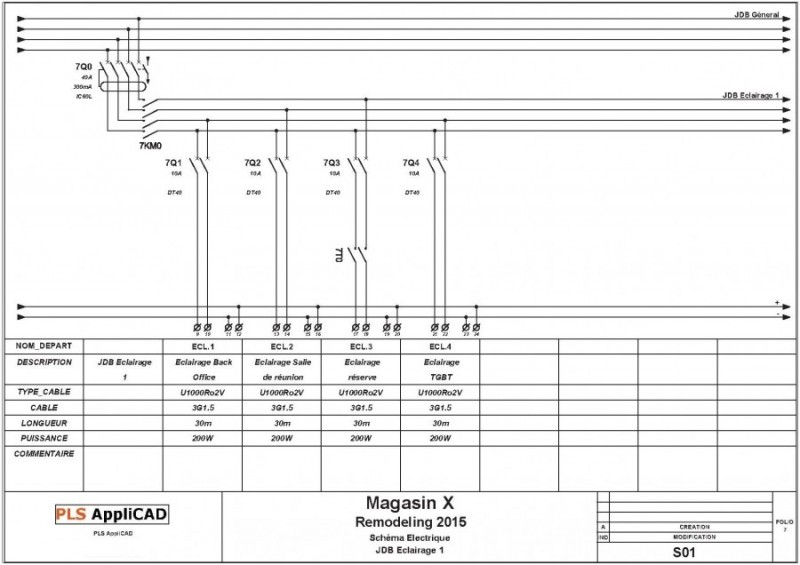 JDB Géneral
7Q0
40A
300mA
IC60L
JDB Eclairage 1
7KM0
7Q1
10A
DT40
7Q2
10A
DT40
7Q3
10A
DT40
7Q4
10A
DT40
7T0
+
-
9 10 11 12 13 14 15 16 17 18 19 20 21 22 23 24
NOM_DEPART ECL.1 ECL.2 ECL.3 ECL.4
DESCRIPTION JDB Eclairage Eclairage Back Eclairage Salle Eclairage Eclairage
1 Office de réunion réserve TGBT
TYPE_CABLE U1000Ro2V U1000Ro2V U1000Ro2V U1000Ro2V
CABLE 3G1.5 3G1.5 3G1.5 3G1.5
LONGUEUR 30m 30m 30m 30m
PUISSANCE 200W 200W 200W 200W
COMMENTAIRE
PLS AppliCAD
PLS AppliCAD
Magasin X
Remodeling 2015
Schéma Electrique
JDB Eclairage 1
A CREATION
IND MODIFICATION
S01
FOLIO
7